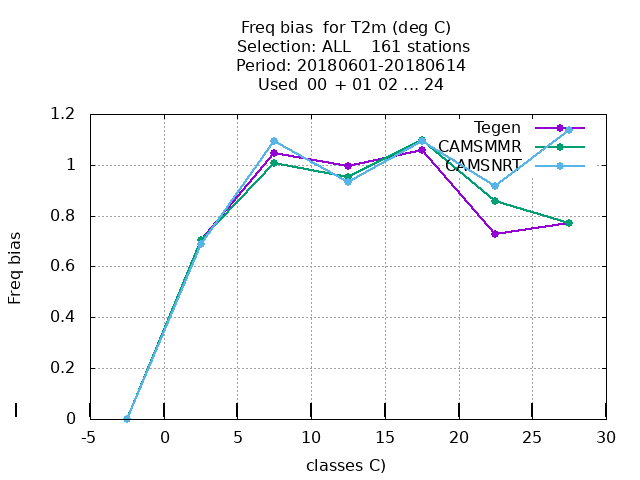 Freq bias for T2m (deg C)
Selection: ALL 161 stations
Period: 20180601-20180614
Used 00 + 01 02 ... 24
Tegen
CAMSMMR
CAMSNRT
1.2
1
0.8
0.6
0.4
0.2
0
Freq bias
-5
0
5
10
15
20
25
30
classes C)